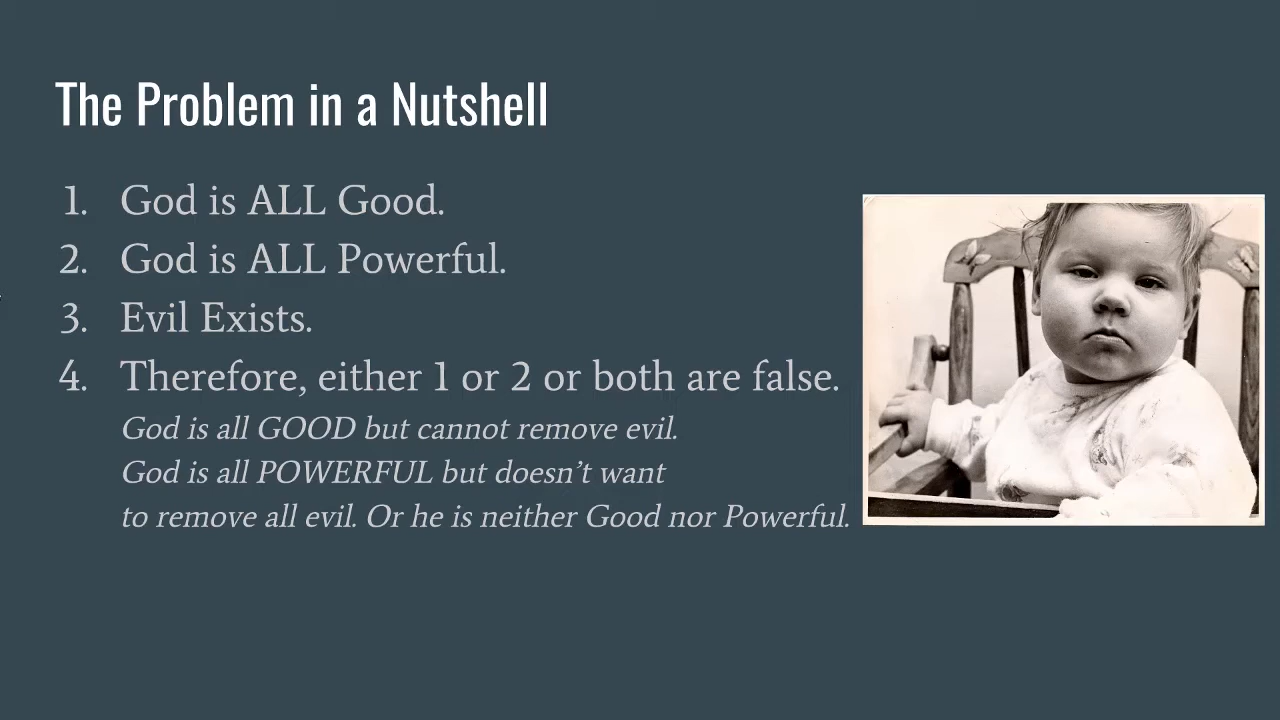 The Problem in a Nutshell
1. God is ALL Good.
2. God is ALL Powerful.
3. Evil Exists.
4. Therefore, either 1 or 2 or both are false.
God is all GOOD but cannot remove evil.
God is all POWERFUL but doesn’t want
to remove all evil. Or he is neither Good nor Powerful.